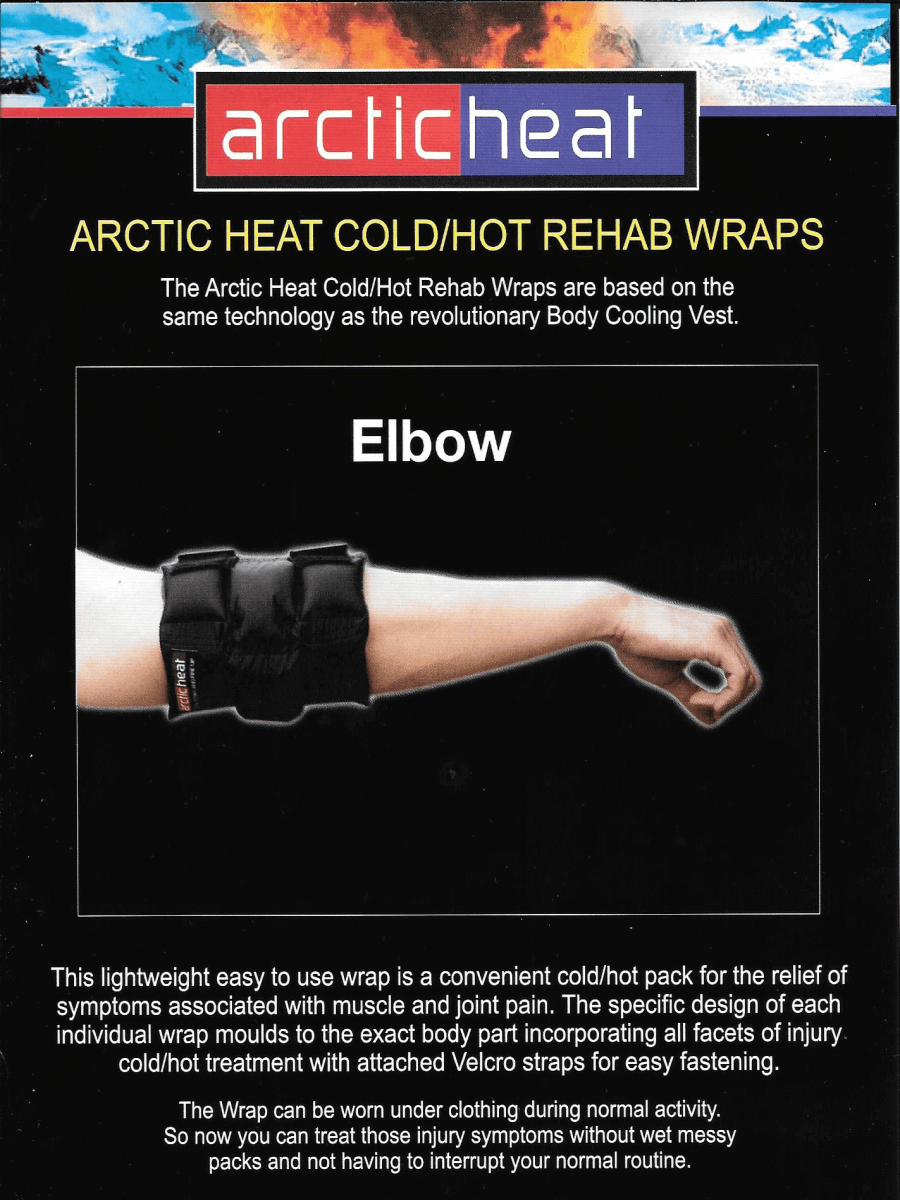 arcticheat
ARCTIC HEAT COLD/HOT REHAB WRAPS
The Arctic Heat Cold/Hot Rehab Wraps are based on the
same technology as the revolutionary Body Cooling Vest.
Elbow
arcticheat
This lightweight easy to use wrap is a convenient cold/hot pack for the relief of
symptoms associated with muscle and joint pain. The specific design of each
individual wrap moulds to the exact body part incorporating all facets of injury
cold/hot treatment with attached Velcro straps for easy fastening.
The Wrap can be worn under clothing during normal activity.
So now you can treat those injury symptoms without wet messy
packs and not having to interrupt your normal routine.